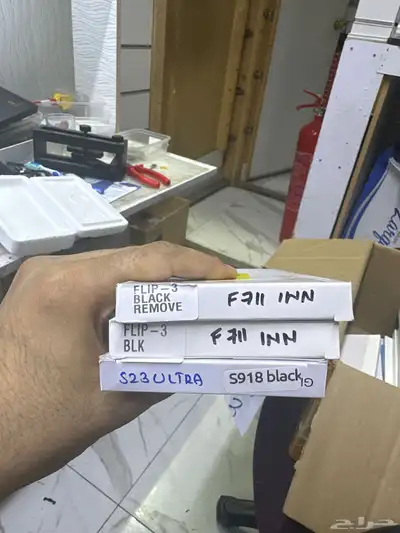 FLIP-3
BLACK
REMOVE
F711 INN
FLIP-3
BLK
F711 INN
S23 ULTRA
S918 black
G
حراج